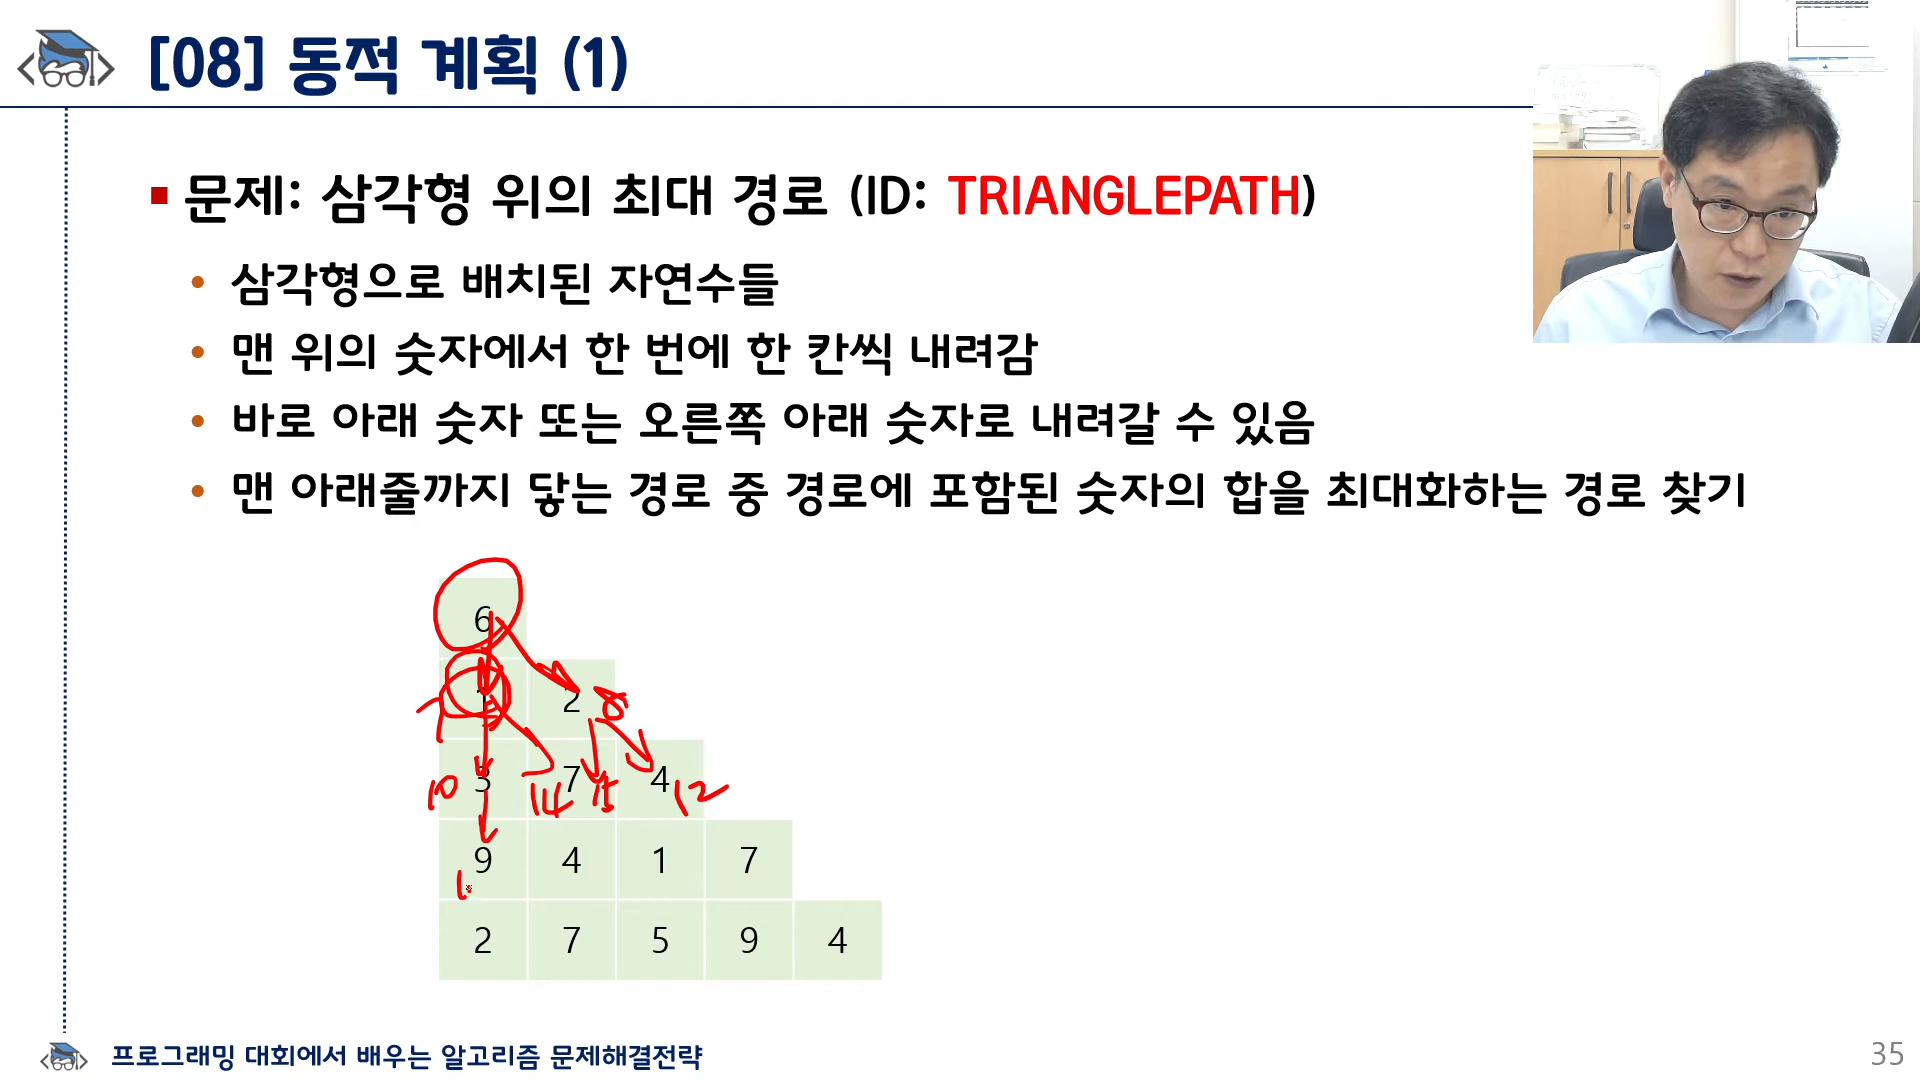 [08] 동적 계획 (1)
문제: 삼각형 위의 최대 경로 (ID: TRIANGLEPATH)
• 삼각형으로 배치된 자연수들
• 맨 위의 숫자에서 한 번에 한 칸씩 내려감
• 바로 아래 숫자 또는 오른쪽 아래 숫자로 내려갈 수 있음
• 맨 아래줄까지 닿는 경로 중 경로에 포함된 숫자의 합을 최대화하는 경로 찾기
6
7 1 2 8
3 7 4
10 14 15 12
9 4 1 7
1
2 7 5 9 4
프로그래밍 대회에서 배우는 알고리즘 문제해결전략
35